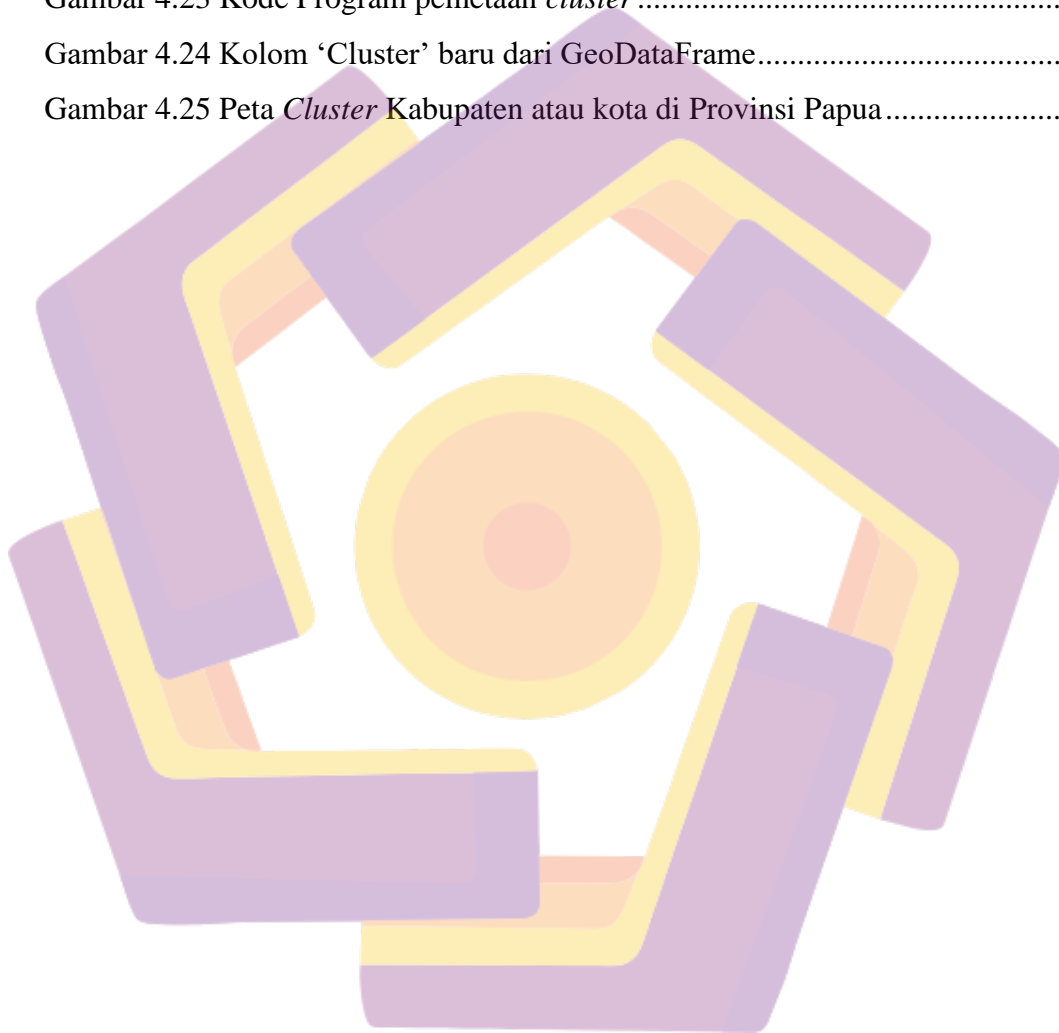 Gambar 4.23 Kode Program pemetaan cluster....................................................
Gambar 4.24 Kolom ‘Cluster’ baru dari GeoDataFrame.....................................
Gambar 4.25 Peta Cluster Kabupaten atau kota di Provinsi Papua......................